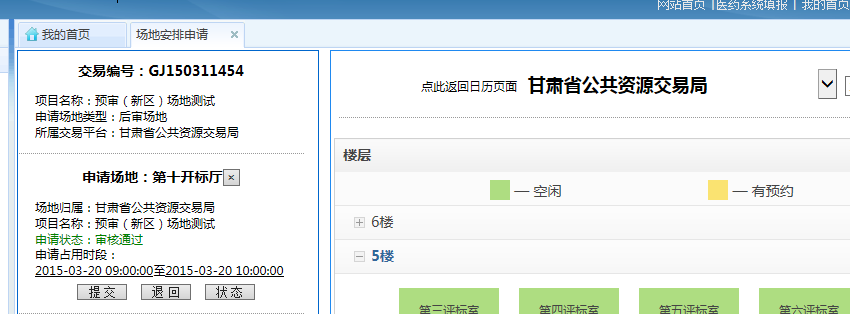 网站首页 | 医药系统填报 | 我的首页
我的首页
场地安排申请
交易编号：GJ150311454
项目名称：预审（新区）场地测试
申请场地类型：后审场地
所属交易平台：甘肃省公共资源交易局
申请场地：第十开标厅
场地归属：甘肃省公共资源交易局
项目名称：预审（新区）场地测试
申请状态：审核通过
申请占用时段：
2015-03-20 09:00:00至2015-03-20 10:00:00
提 交
退 回
状 态
点此返回日历页面 甘肃省公共资源交易局
楼层
— 空闲
— 有预约
6楼
5楼
第三评标室
第四评标室
第五评标室
第六评标室